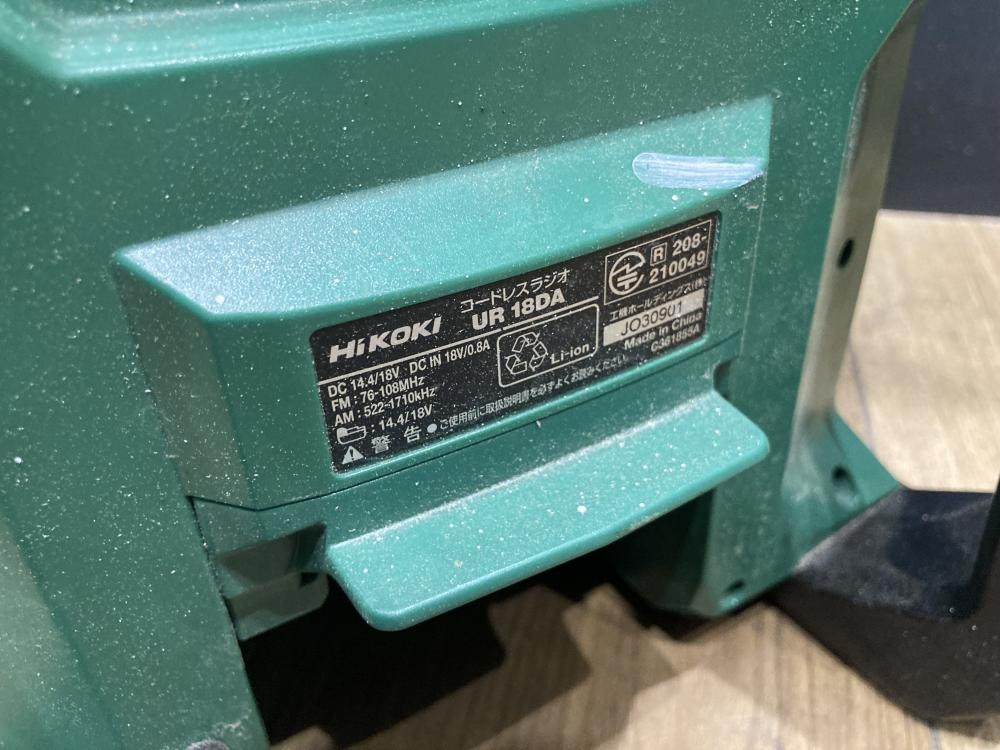 HiKOKI
コードレスラジオ
UR 18DA
R 208-
210049
DC 14.4/18V DC IN 18V/0.8A
FM : 76-108MHz
AM : 522-1710kHz
: 14.4/18V
Li-ion
工機ホールディングス(株)
JO30901
Made in China
C361855A
警告 ●ご使用前に取扱説明書を必ずよくお読みください。